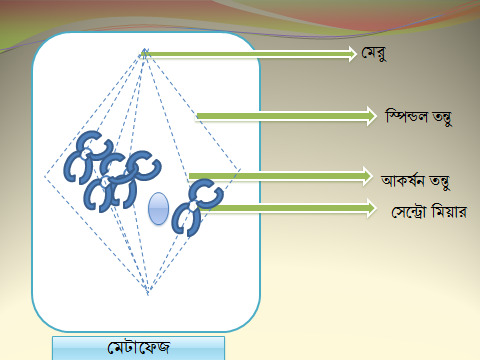 মেরু
স্পিন্ডল তন্তু
আকর্ষন তন্তু
সেন্ট্রো মিয়ার
মেটাফেজ